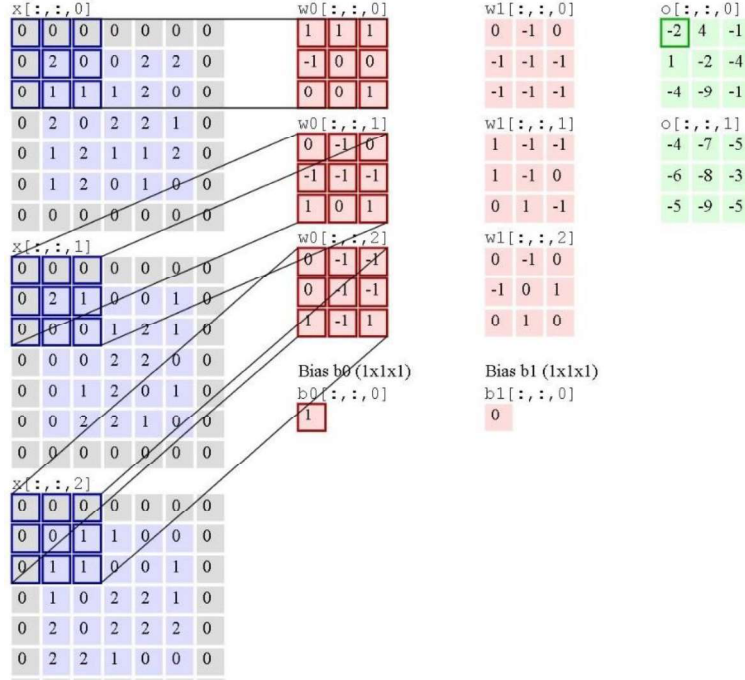 x[:,:,0]
0 0 0 0 0 0 0
0 2 0 0 2 2 0
0 1 1 1 2 0 0
0 2 0 2 2 1 0
0 1 2 1 1 2 0
0 1 2 0 1 0 0
0 0 0 0 0 0 0
x[:,:,1]
0 0 0 0 0 0 0
0 2 1 0 0 1 0
0 0 0 1 2 1 0
0 0 0 2 2 0 0
0 0 1 2 0 1 0
0 0 2 2 1 0 0
0 0 0 0 0 0 0
x[:,:,2]
0 0 0 0 0 0 0
0 0 1 1 0 0 0
0 1 1 0 0 1 0
0 1 0 2 2 1 0
0 2 0 2 2 2 0
0 2 2 1 0 0 0
w0[:,:,0]
1 1 1
-1 0 0
0 0 1
w0[:,:,1]
0 -1 0
-1 -1 -1
1 0 1
w0[:,:,2]
0 -1 -1
0 -1 -1
1 -1 1
Bias b0 (1x1x1)
b0[:,:,0]
1
w1[:,:,0]
0 -1 0
-1 -1 -1
-1 -1 -1
w1[:,:,1]
1 -1 -1
1 -1 0
0 1 -1
w1[:,:,2]
0 -1 0
-1 0 1
0 1 0
Bias b1 (1x1x1)
b1[:,:,0]
0
o[:,:,0]
-2 4 -1
1 -2 -4
-4 -9 -1
o[:,:,1]
-4 -7 -5
-6 -8 -3
-5 -9 -5